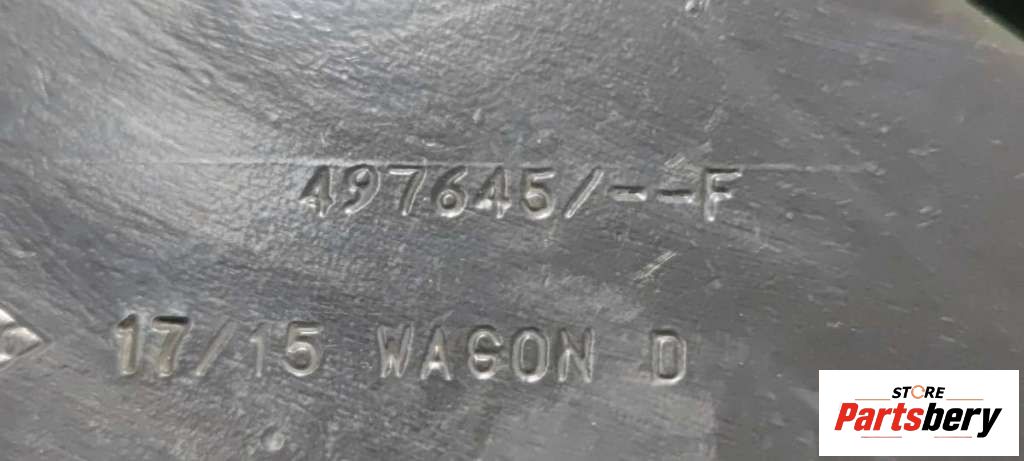 497645/--F
17/15 WAGON D
STORE
Partsbery